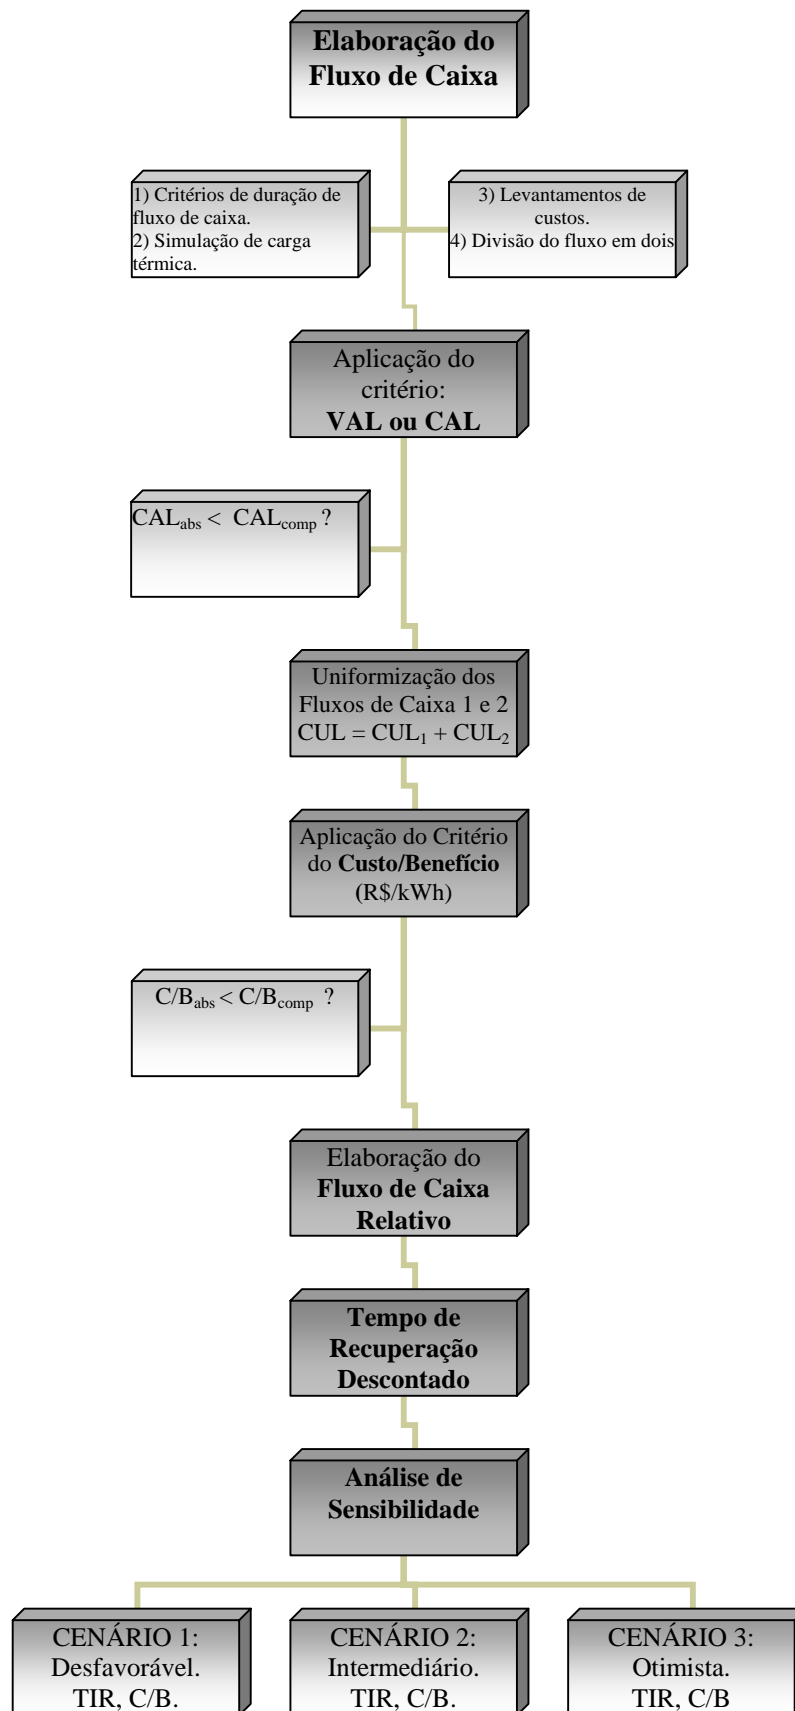 Elaboração do
Fluxo de Caixa
1) Critérios de duração de
fluxo de caixa.
2) Simulação de carga
térmica.
3) Levantamentos de
custos.
4) Divisão do fluxo em dois
Aplicação do
critério:
VAL ou CAL
CAL_abs < CAL_comp ?
Uniformização dos
Fluxos de Caixa 1 e 2
CUL = CUL₁ + CUL₂
Aplicação do Critério
do Custo/Benefício
(R$/kWh)
C/B_abs < C/B_comp ?
Elaboração do
Fluxo de Caixa
Relativo
Tempo de
Recuperação
Descontado
Análise de
Sensibilidade
CENÁRIO 1:
Desfavorável.
TIR, C/B.
CENÁRIO 2:
Intermediário.
TIR, C/B.
CENÁRIO 3:
Otimista.
TIR, C/B